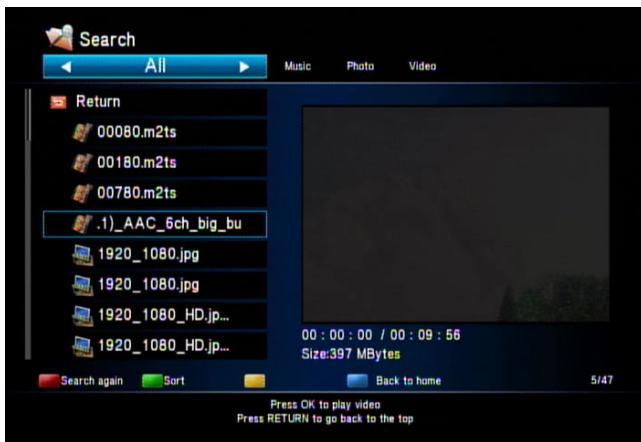 Search
All
Music Photo Video
Return
00080.m2ts
00180.m2ts
00780.m2ts
.1)_AAC_6ch_big_bu
1920_1080.jpg
1920_1080.jpg
1920_1080_HD.jp...
1920_1080_HD.jp...
00 : 00 : 00 / 00 : 09 : 56
Size:397 MBytes
Search again Sort Back to home 5/47
Press OK to play video
Press RETURN to go back to the top